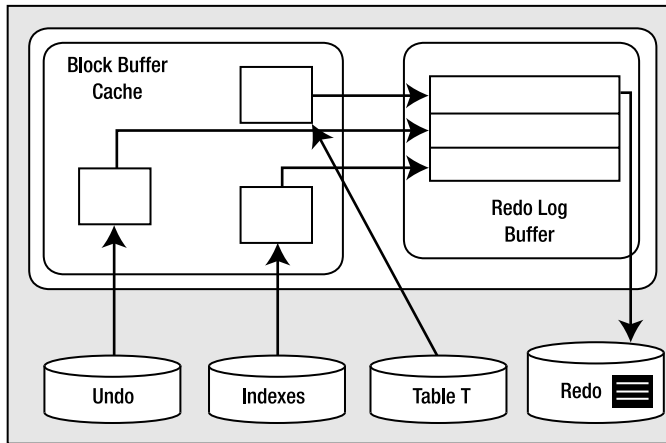 Block Buffer
Cache
Redo Log
Buffer
Undo
Indexes
Table T
Redo